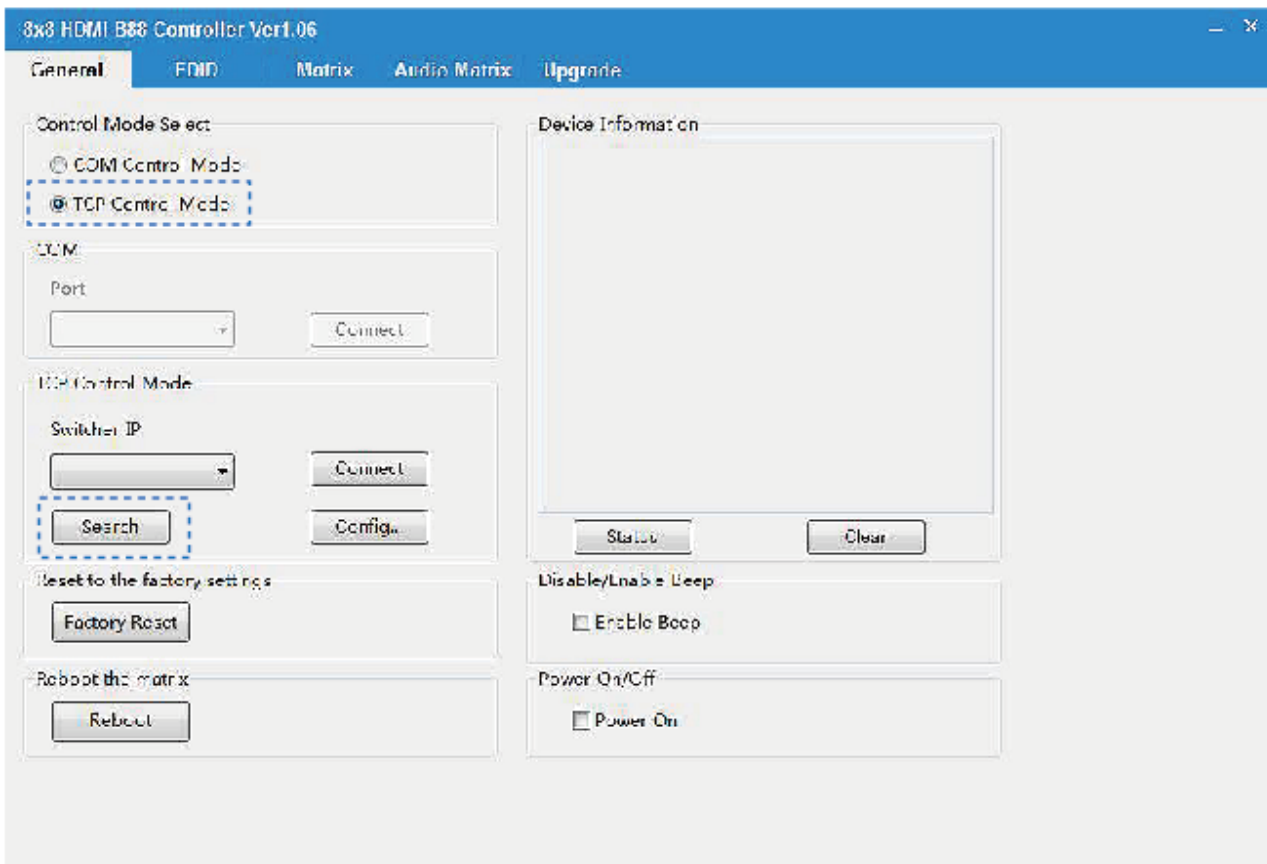 8x8 HDMI B88 Controller Ver1.06
General EDID Matrix Audio Matrix Upgrade
Control Mode Select
COM Control Mode
TCP Control Mode
COM
Port
Connect
TCP Control Mode
Switcher IP
Connect
Search
Config..
Reset to the factory settings
Factory Reset
Reboot the matrix
Reboot
Device Information
Status
Clear
Disable/Enable Beep
Enable Beep
Power On/Off
Power On